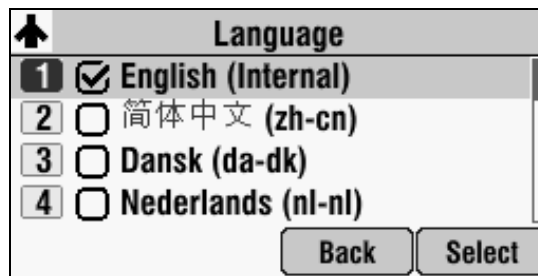 Language
1 English (Internal)
2 简体中文 (zh-cn)
3 Dansk (da-dk)
4 Nederlands (nl-nl)
Back Select